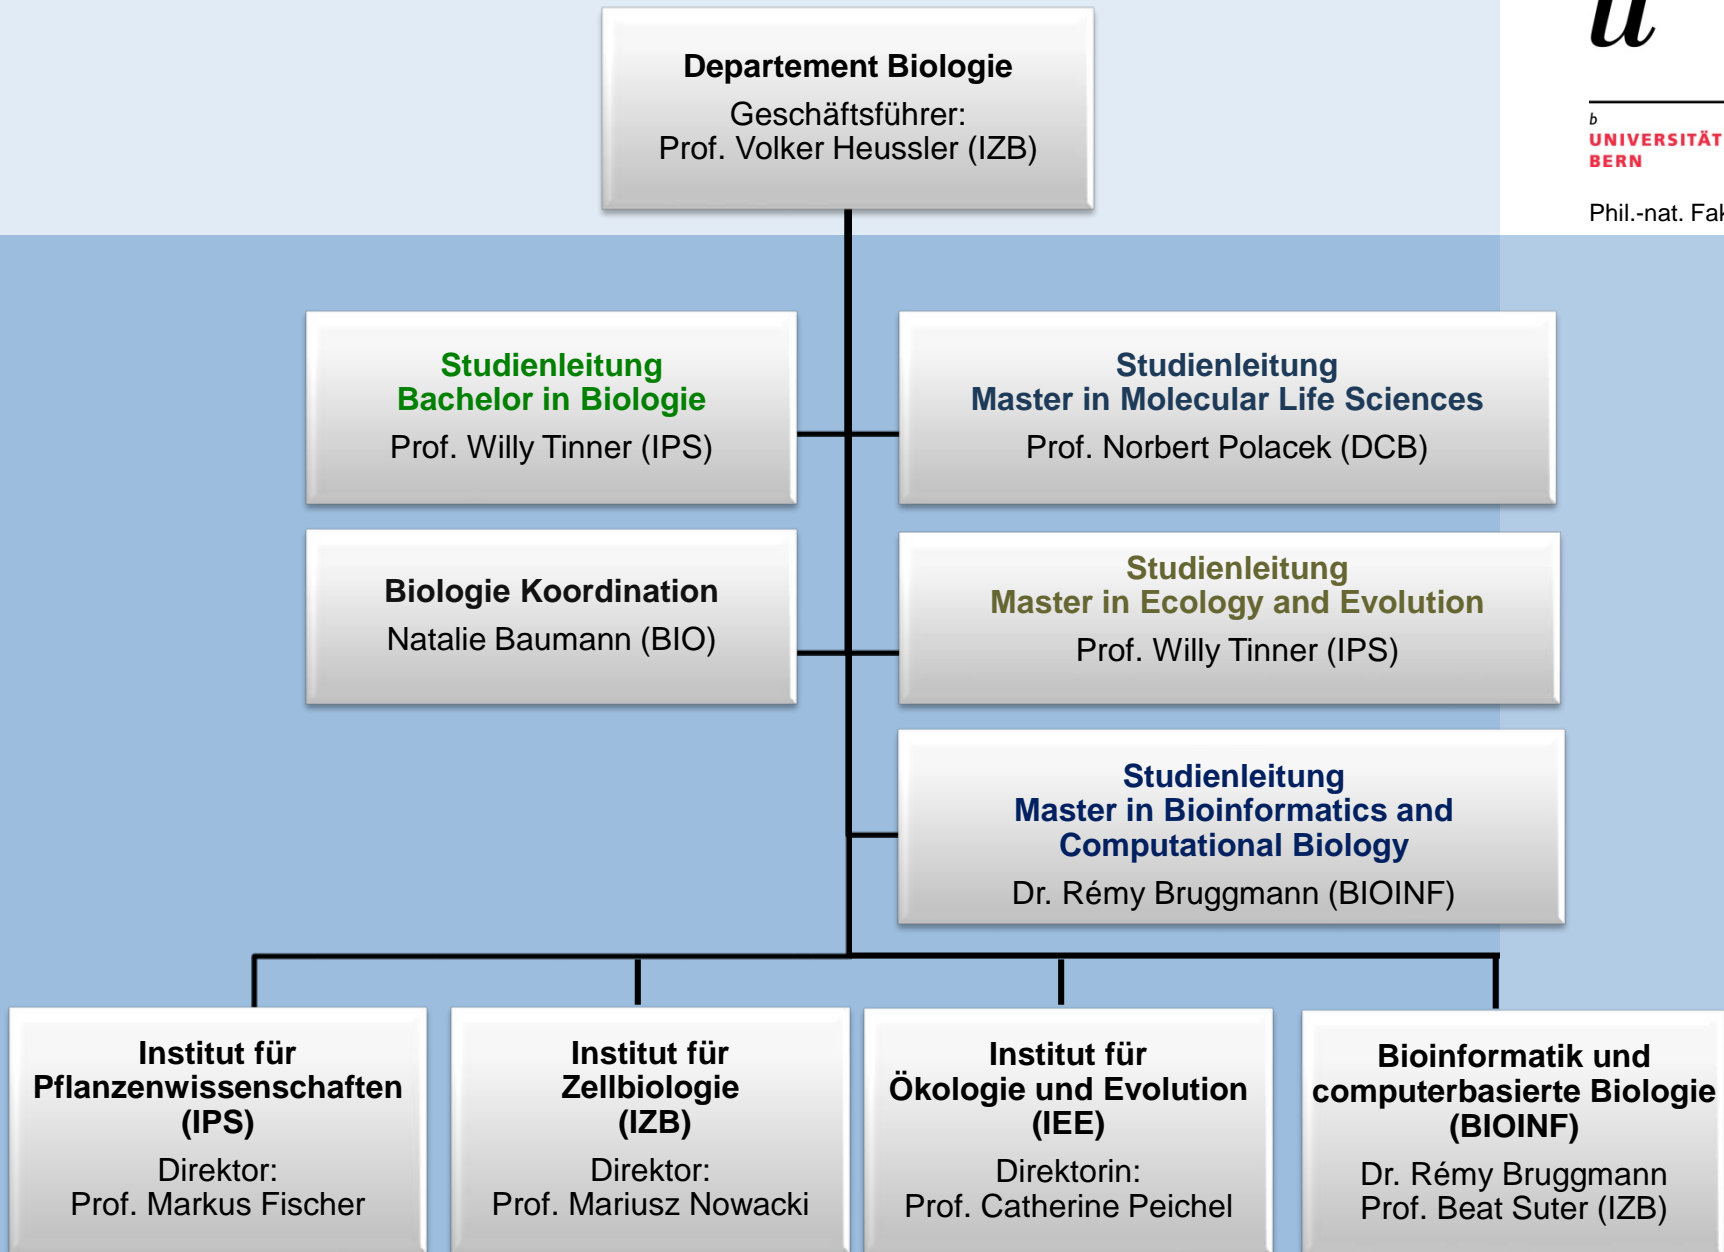 Departement Biologie
Geschäftsführer:
Prof. Volker Heussler (IZB)
u
b
UNIVERSITÄT
BERN
Phil.-nat.
Studienleitung
Bachelor in Biologie
Prof. Willy Tinner (IPS)
Studienleitung
Master in Molecular Life Sciences
Prof. Norbert Polacek (DCB)
Biologie Koordination
Natalie Baumann (BIO)
Studienleitung
Master in Ecology and Evolution
Prof. Willy Tinner (IPS)
Studienleitung
Master in Bioinformatics and
Computational Biology
Dr. Rémy Bruggmann (BIOINF)
Institut für
Pflanzenwissenschaften
(IPS)
Direktor:
Prof. Markus Fischer
Institut für
Zellbiologie
(IZB)
Direktor:
Prof. Mariusz Nowacki
Institut für
Ökologie und Evolution
(IEE)
Direktorin:
Prof. Catherine Peichel
Bioinformatik und
computerbasierte Biologie
(BIOINF)
Dr. Rémy Bruggmann
Prof. Beat Suter (IZB)